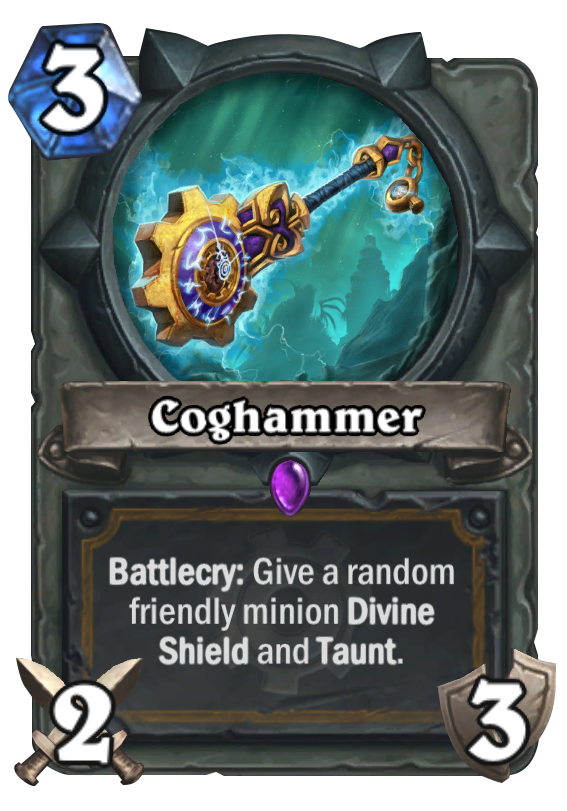 3
Coghammer
Battlecry: Give a random
friendly minion Divine
Shield and Taunt.
2
3